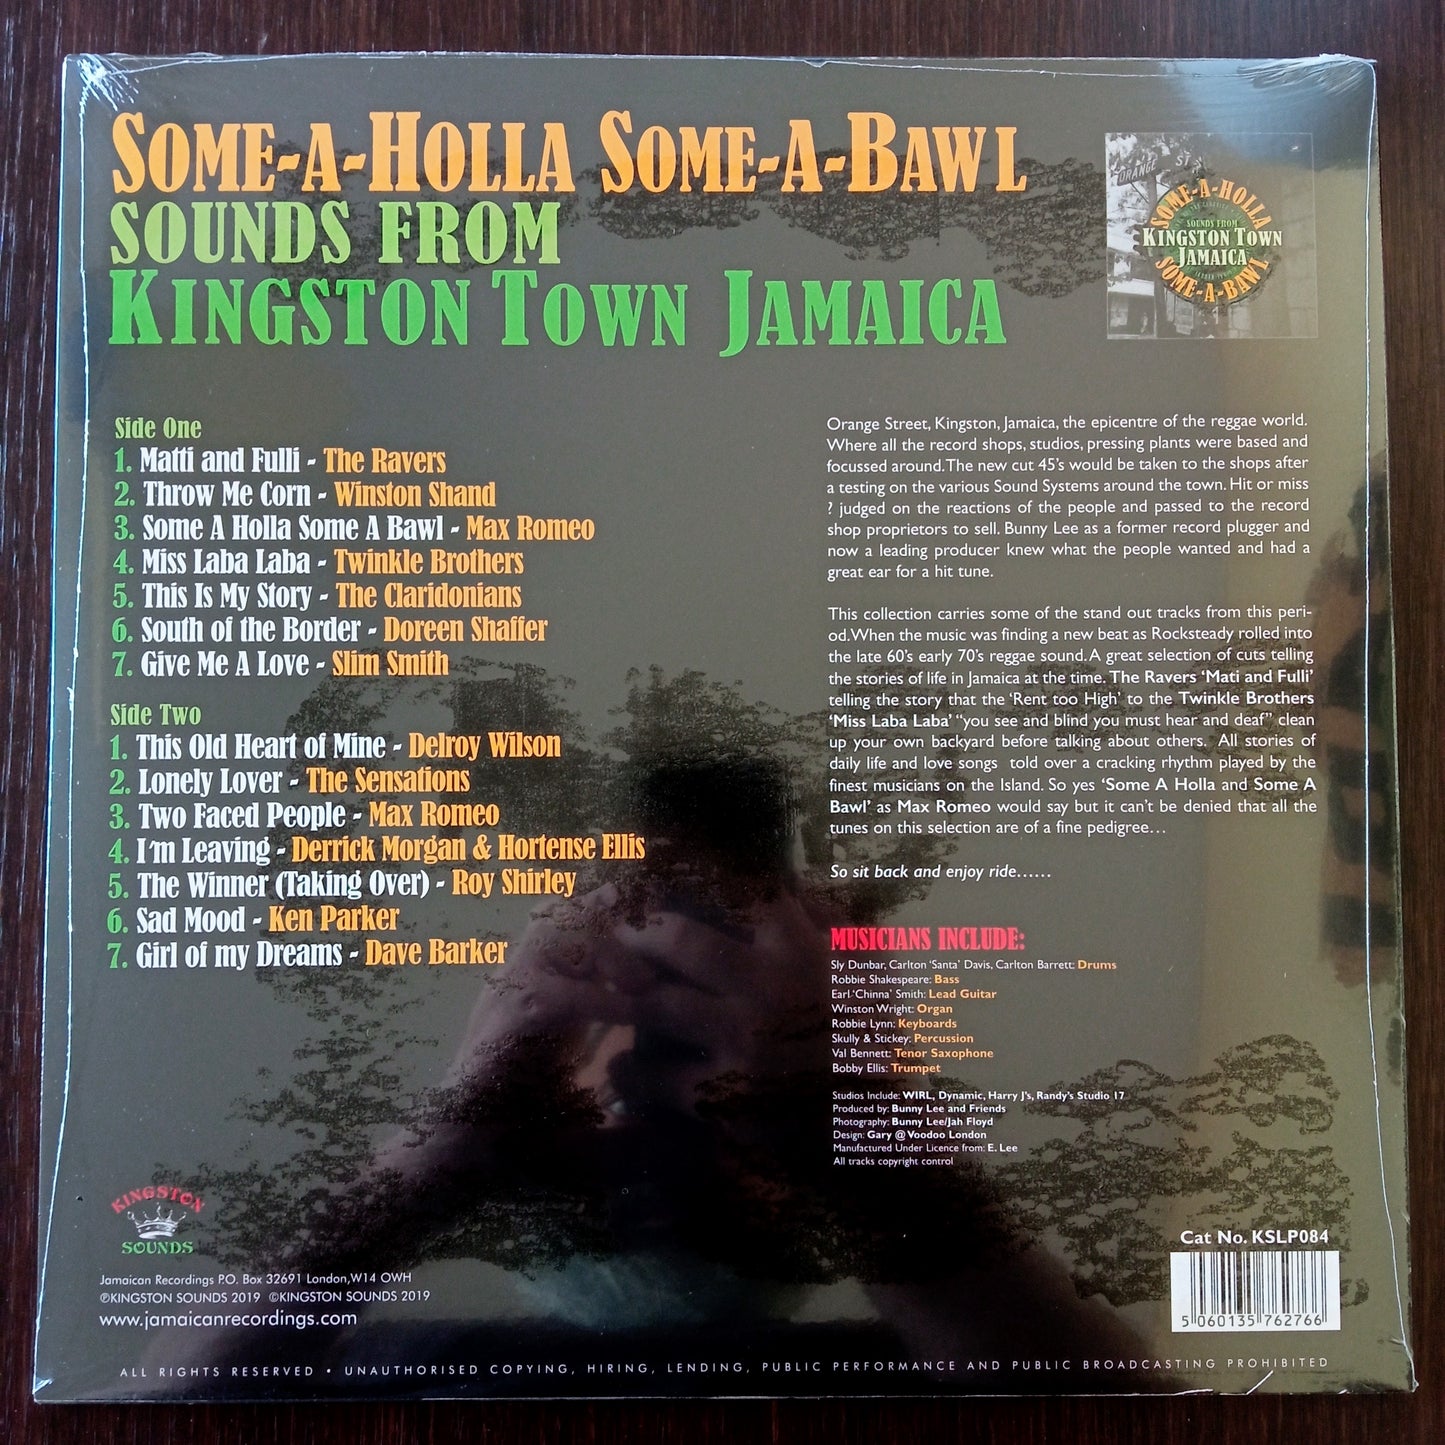 SOME-A-HOLLA SOME-A-BAWL
SOUNDS FROM
KINGSTON TOWN JAMAICA
ORANGE ST
SOME-A-HOLLA
SOUNDS FROM
KINGSTON TOWN
JAMAICA
SOME-A-BAWL
Side One
1. Matti and Fulli - The Ravers
2. Throw Me Corn - Winston Shand
3. Some A Holla Some A Bawl - Max Romeo
4. Miss Laba Laba - Twinkle Brothers
5. This Is My Story - The Claridonians
6. South of the Border - Doreen Shaffer
7. Give Me A Love - Slim Smith
Side Two
1. This Old Heart of Mine - Delroy Wilson
2. Lonely Lover - The Sensations
3. Two Faced People - Max Romeo
4. I'm Leaving - Derrick Morgan & Hortense Ellis
5. The Winner (Taking Over) - Roy Shirley
6. Sad Mood - Ken Parker
7. Girl of my Dreams - Dave Barker
Orange Street, Kingston, Jamaica, the epicentre of the reggae world.
Where all the record shops, studios, pressing plants were based and
focussed around. The new cut 45's would be taken to the shops after
a testing on the various Sound Systems around the town. Hit or miss
? judged on the reactions of the people and passed to the record
shop proprietors to sell. Bunny Lee as a former record plugger and
now a leading producer knew what the people wanted and had a
great ear for a hit tune.
This collection carries some of the stand out tracks from this peri-
od. When the music was finding a new beat as Rocksteady rolled into
the late 60's early 70's reggae sound. A great selection of cuts telling
the stories of life in Jamaica at the time. The Ravers 'Mati and Fulli'
telling the story that the 'Rent too High' to the Twinkle Brothers
'Miss Laba Laba' "you see and blind you must hear and deaf" clean
up your own backyard before talking about others. All stories of
daily life and love songs told over a cracking rhythm played by the
finest musicians on the Island. So yes 'Some A Holla and Some A
Bawl' as Max Romeo would say but it can't be denied that all the
tunes on this selection are of a fine pedigree...
So sit back and enjoy ride......
MUSICIANS INCLUDE:
Sly Dunbar, Carlton 'Santa' Davis, Carlton Barrett: Drums
Robbie Shakespeare: Bass
Earl 'Chinna' Smith: Lead Guitar
Winston Wright: Organ
Robbie Lynn: Keyboards
Skully & Stickey: Percussion
Val Bennett: Tenor Saxophone
Bobby Ellis: Trumpet
Studios Include: WIRL, Dynamic, Harry J's, Randy's Studio 17
Produced by: Bunny Lee and Friends
Photography: Bunny Lee/Jah Floyd
Design: Gary @ Voodoo London
Manufactured Under Licence from: E. Lee
All tracks copyright control
KINGSTON
SOUNDS
Jamaican Recordings P.O. Box 32691 London, W14 OWH
℗KINGSTON SOUNDS 2019 ©KINGSTON SOUNDS 2019
www.jamaicanrecordings.com
Cat No. KSLP084
5 060135 762766
ALL RIGHTS RESERVED • UNAUTHORISED COPYING, HIRING, LENDING, PUBLIC PERFORMANCE AND PUBLIC BROADCASTING PROHIBITED